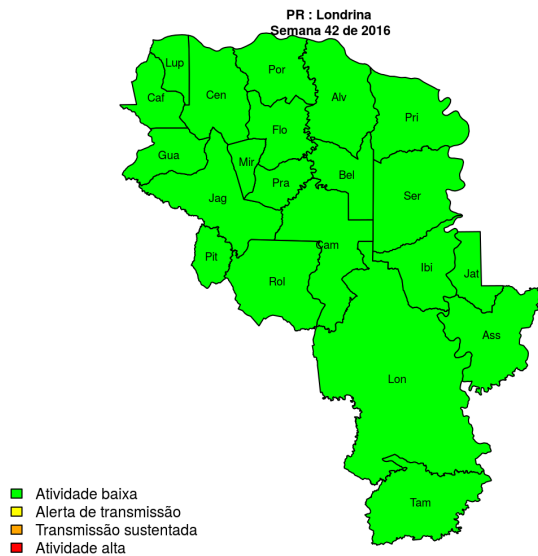 PR : Londrina
Semana 42 de 2016
Lup
Por
Caf
Cen
Alv
Pri
Flo
Gua
Mir
Bel
Pra
Ser
Jag
Cam
Pit
Ibi
Jat
Rol
Ass
Lon
Tam
Atividade baixa
Alerta de transmissão
Transmissão sustentada
Atividade alta